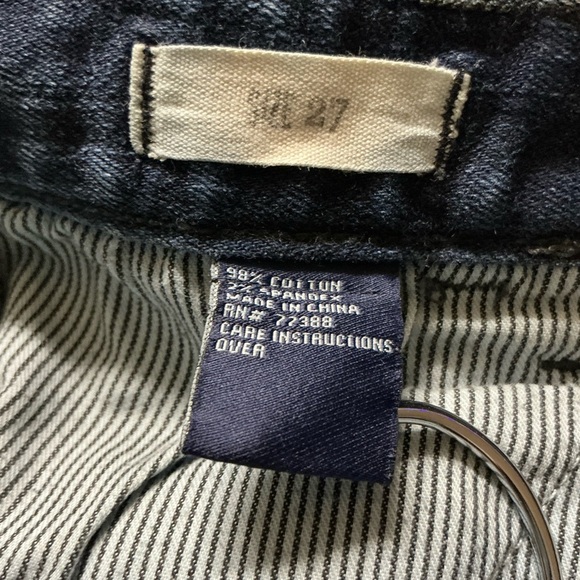 27
98% COTTON
2% SPANDEX
MADE IN CHINA
RN# 77388
CARE INSTRUCTIONS
OVER